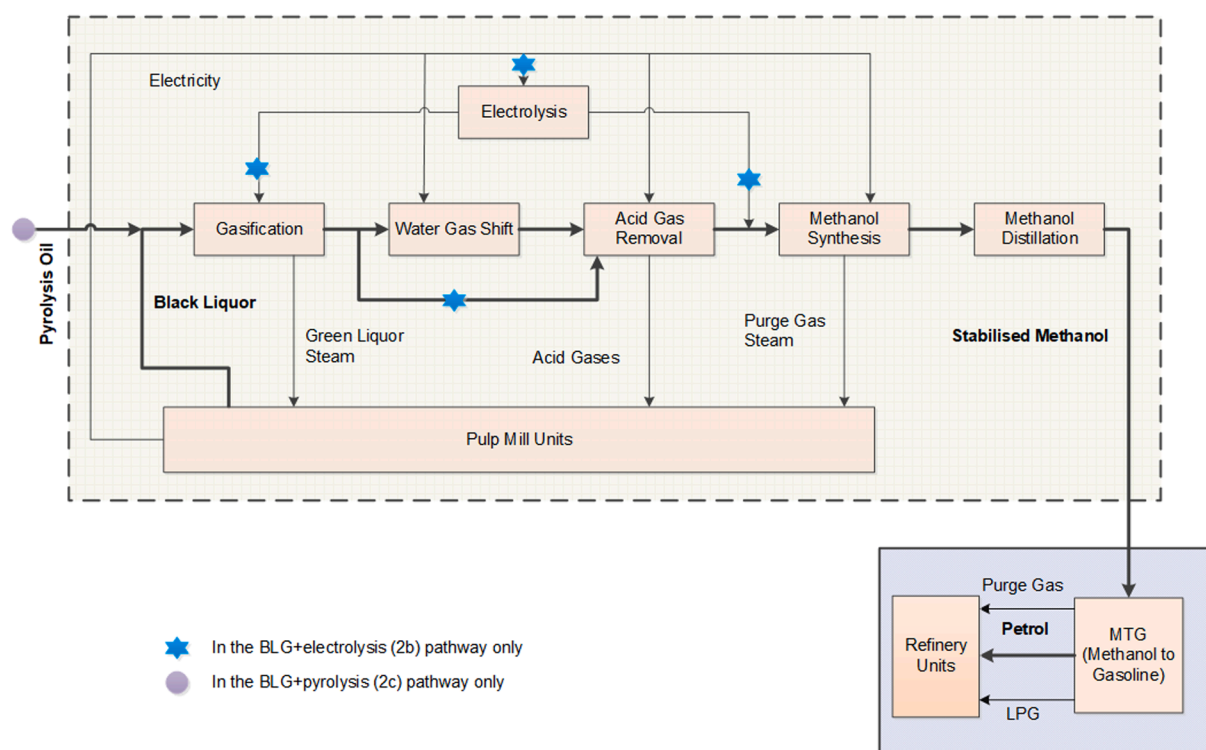 Electricity
Electrolysis
Gasification
Water Gas Shift
Acid Gas
Removal
Methanol
Synthesis
Methanol
Distillation
Pyrolysis Oil
Black Liquor
Green Liquor
Steam
Acid Gases
Purge Gas
Steam
Stabilised Methanol
Pulp Mill Units
Purge Gas
Petrol
LPG
Refinery
Units
MTG
(Methanol to
Gasoline)
In the BLG+electrolysis (2b) pathway only
In the BLG+pyrolysis (2c) pathway only